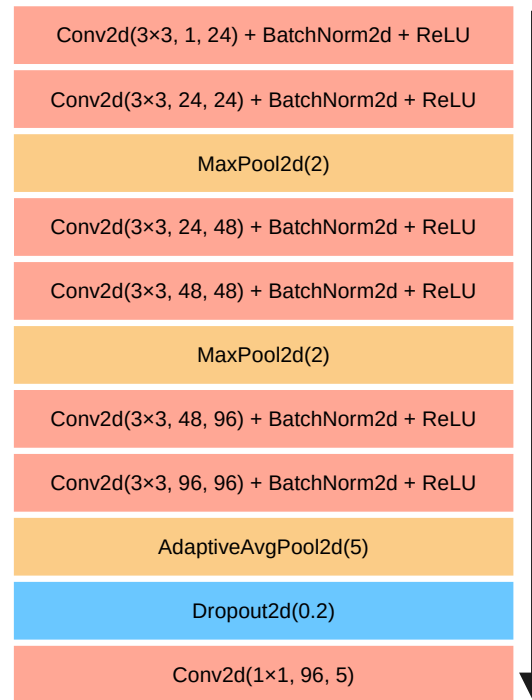 Conv2d(3×3, 1, 24) + BatchNorm2d + ReLU
Conv2d(3×3, 24, 24) + BatchNorm2d + ReLU
MaxPool2d(2)
Conv2d(3×3, 24, 48) + BatchNorm2d + ReLU
Conv2d(3×3, 48, 48) + BatchNorm2d + ReLU
MaxPool2d(2)
Conv2d(3×3, 48, 96) + BatchNorm2d + ReLU
Conv2d(3×3, 96, 96) + BatchNorm2d + ReLU
AdaptiveAvgPool2d(5)
Dropout2d(0.2)
Conv2d(1×1, 96, 5)